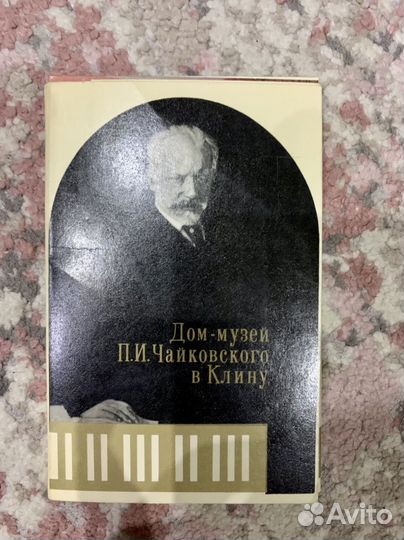 Дом-музей
П.И.Чайковского
в Клину
Avito